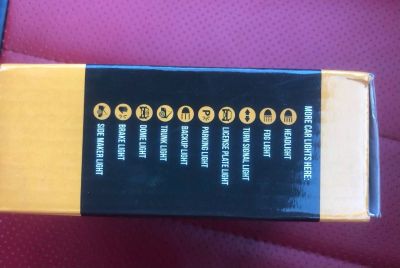 MORE CAR LIGHTS HERE:
HEADLIGHT
FOG LIGHT
TURN SIGNAL LIGHT
LICENSE PLATE LIGHT
PARKING LIGHT
BACKUP LIGHT
TRUNK LIGHT
DOME LIGHT
BRAKE LIGHT
SIDE MAKER LIGHT